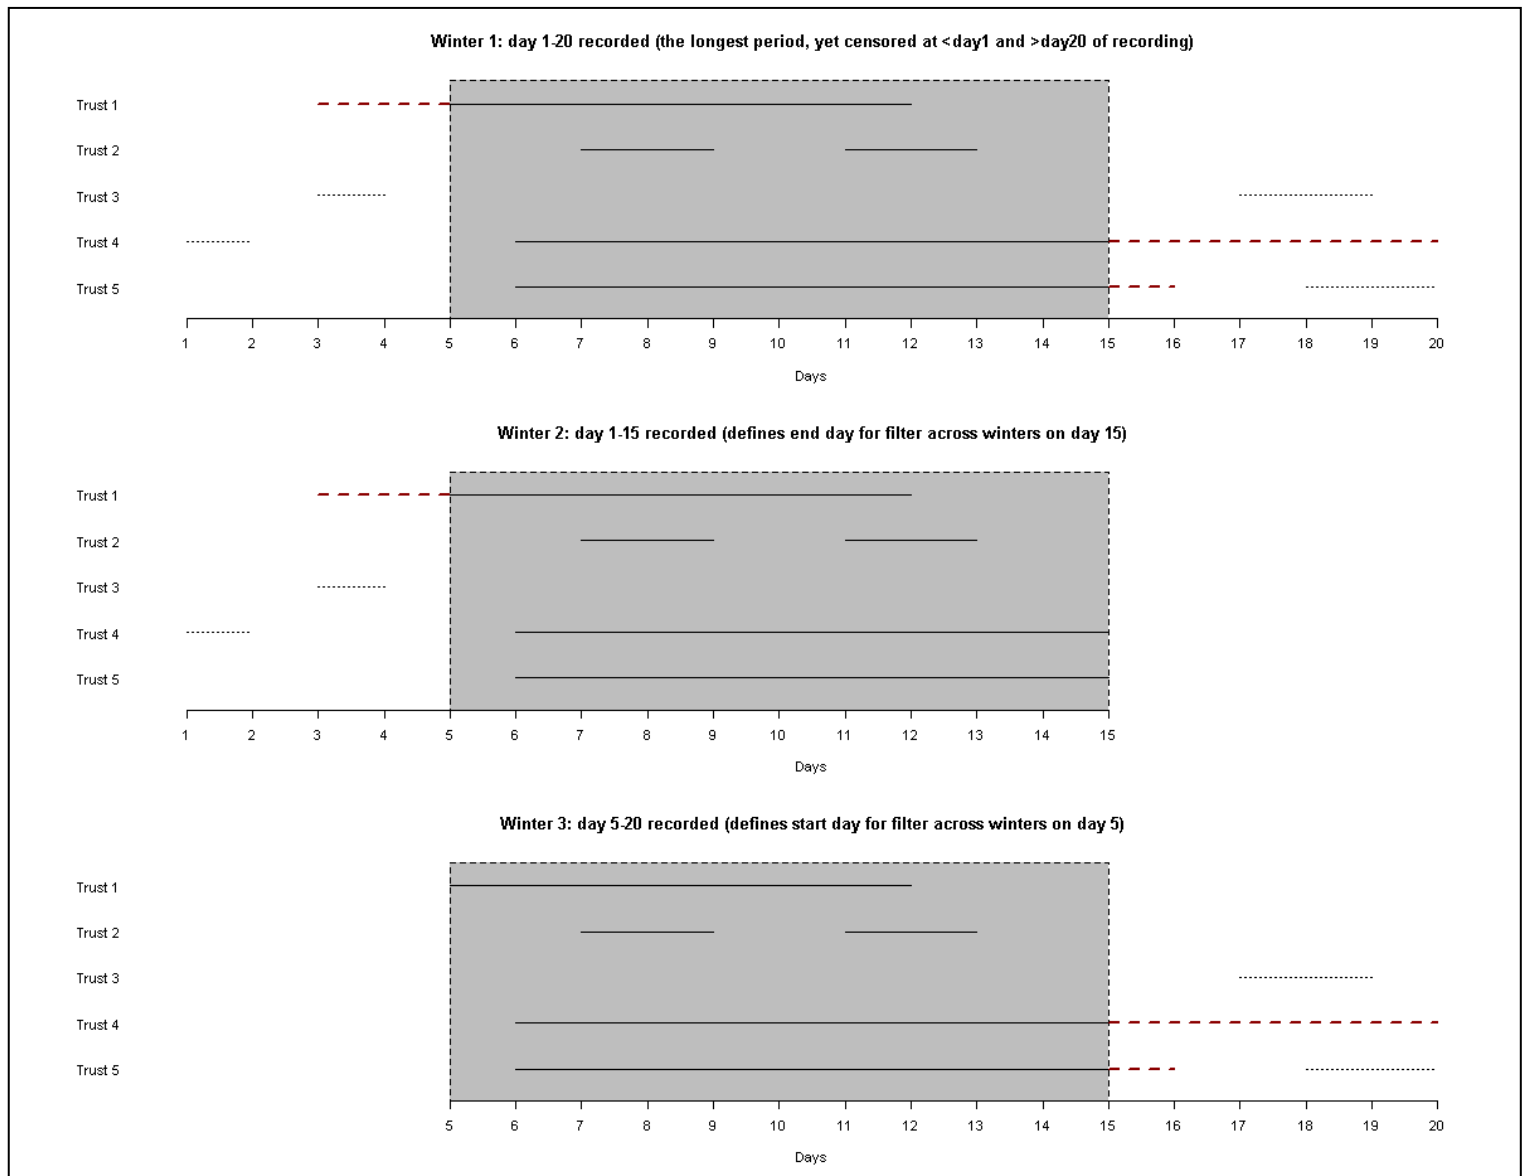 Winter 1: day 1-20 recorded (the longest period, yet censored at <day1 and >day20 of recording)
Trust 1
Trust 2
Trust 3
Trust 4
Trust 5
1 2 3 4 5 6 7 8 9 10 11 12 13 14 15 16 17 18 19 20
Days
Winter 2: day 1-15 recorded (defines end day for filter across winters on day 15)
Trust 1
Trust 2
Trust 3
Trust 4
Trust 5
1 2 3 4 5 6 7 8 9 10 11 12 13 14 15
Days
Winter 3: day 5-20 recorded (defines start day for filter across winters on day 5)
Trust 1
Trust 2
Trust 3
Trust 4
Trust 5
5 6 7 8 9 10 11 12 13 14 15 16 17 18 19 20
Days